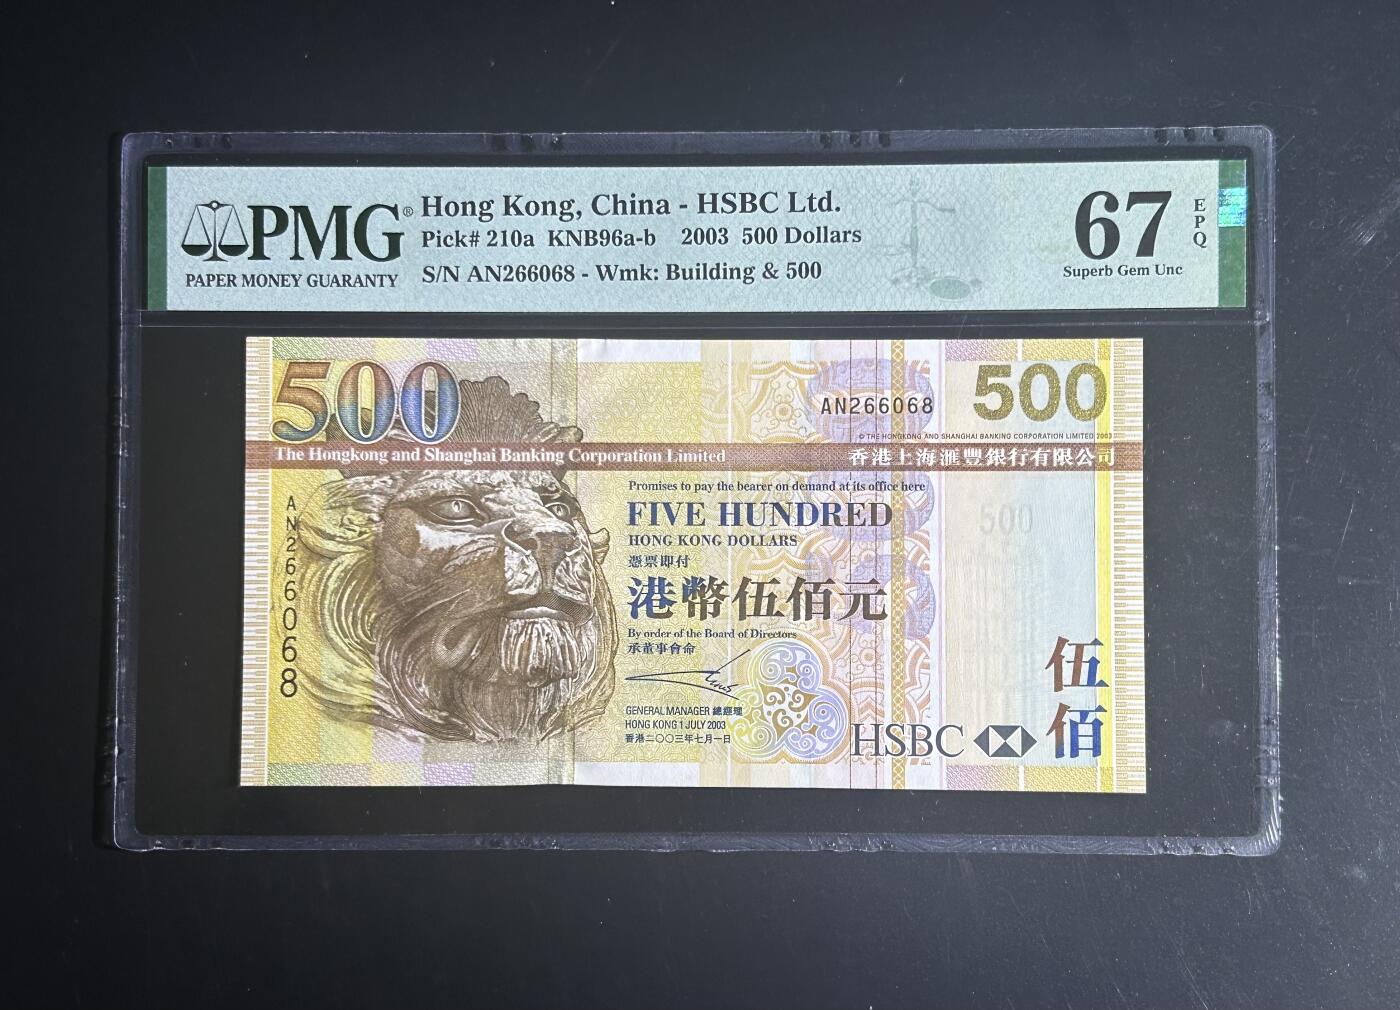 PMG®
PAPER MONEY GUARANTY
Hong Kong, China - HSBC Ltd.
Pick# 210a KNB96a-b 2003 500 Dollars
S/N AN266068 - Wmk: Building & 500
67
EPQ
Superb Gem Unc
500
500
AN266068
© THE HONGKONG AND SHANGHAI BANKING CORPORATION LIMITED 2003
The Hongkong and Shanghai Banking Corporation Limited
香港上海滙豐銀行有限公司
AN266068
Promises to pay the bearer on demand at its office here
FIVE HUNDRED
HONG KONG DOLLARS
憑票即付
港幣伍佰元
500
By order of the Board of Directors
承董事會命
GENERAL MANAGER 總經理
HONG KONG 1 JULY 2003
香港二〇〇三年七月一日
HSBC
伍佰